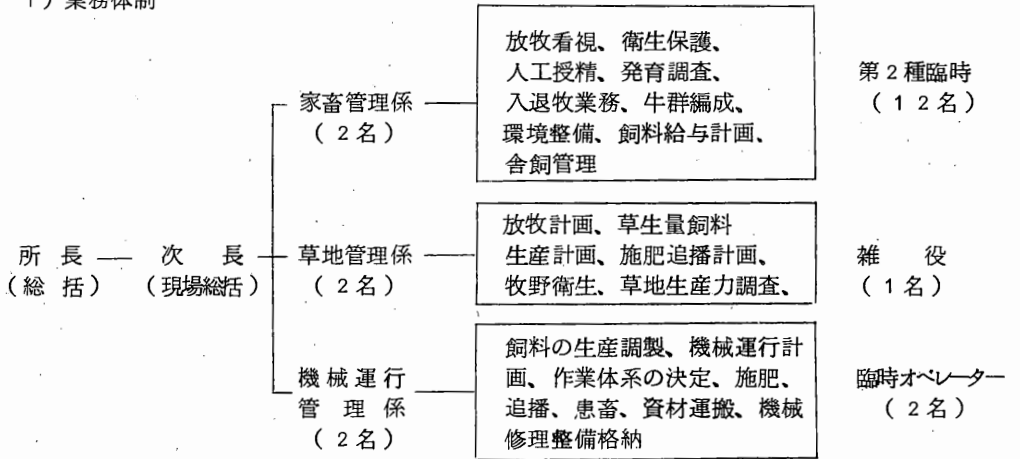 1）業務体制
放牧看視、衛生保護、
人工授精、発育調査、
入退牧業務、牛群編成、
環境整備、飼料給与計画、
舎飼管理
家畜管理係
（2名）
第2種臨時
（12名）
所長
（総括）
次長
（現場総括）
草地管理係
（2名）
放牧計画、草生量飼料
生産計画、施肥追播計画、
牧野衛生、草地生産力調査、
雑役
（1名）
機械運行
管理係
（2名）
飼料の生産調製、機械運行計
画、作業体系の決定、施肥、
追播、患畜、資材運搬、機械
修理整備格納
臨時オペレーター
（2名）